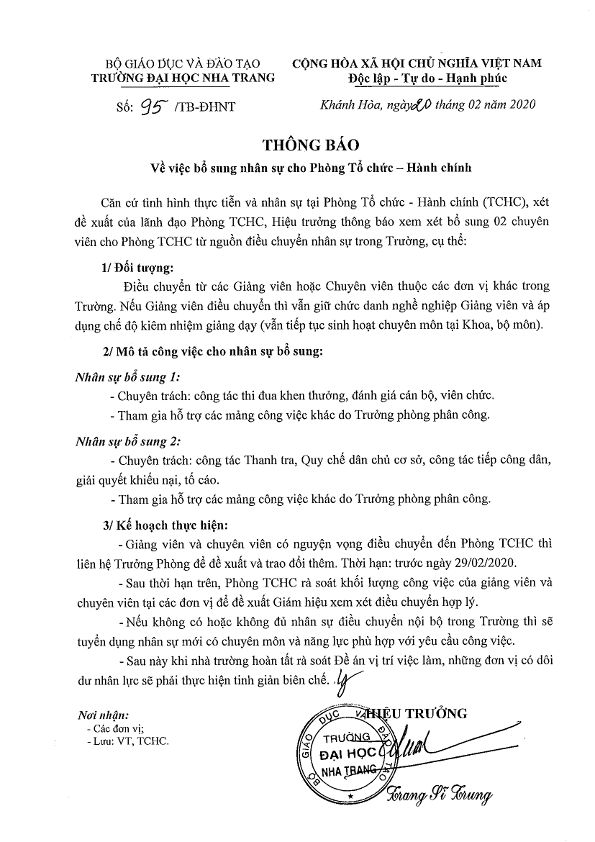 BỘ GIÁO DỤC VÀ ĐÀO TẠO
TRƯỜNG ĐẠI HỌC NHA TRANG
CỘNG HÒA XÃ HỘI CHỦ NGHĨA VIỆT NAM
Độc lập - Tự do - Hạnh phúc
Số: 95 /TB-ĐHNT
Khánh Hòa, ngày 20 tháng 02 năm 2020
THÔNG BÁO
Về việc bổ sung nhân sự cho Phòng Tổ chức – Hành chính
Căn cứ tình hình thực tiễn và nhân sự tại Phòng Tổ chức - Hành chính (TCHC), xét
đề xuất của lãnh đạo Phòng TCHC, Hiệu trưởng thông báo xem xét bổ sung 02 chuyên
viên cho Phòng TCHC từ nguồn điều chuyển nhân sự trong Trường, cụ thể:
1/ Đối tượng:
Điều chuyển từ các Giảng viên hoặc Chuyên viên thuộc các đơn vị khác trong
Trường. Nếu Giảng viên điều chuyển thì vẫn giữ chức danh nghề nghiệp Giảng viên và áp
dụng chế độ kiêm nhiệm giảng dạy (vẫn tiếp tục sinh hoạt chuyên môn tại Khoa, bộ môn).
2/ Mô tả công việc cho nhân sự bổ sung:
Nhân sự bổ sung 1:
- Chuyên trách: công tác thi đua khen thưởng, đánh giá cán bộ, viên chức.
- Tham gia hỗ trợ các mảng công việc khác do Trưởng phòng phân công.
Nhân sự bổ sung 2:
- Chuyên trách: công tác Thanh tra, Quy chế dân chủ cơ sở, công tác tiếp công dân,
giải quyết khiếu nại, tố cáo.
- Tham gia hỗ trợ các mảng công việc khác do Trưởng phòng phân công.
3/ Kế hoạch thực hiện:
- Giảng viên và chuyên viên có nguyện vọng điều chuyển đến Phòng TCHC thì
liên hệ Trưởng Phòng để đề xuất và trao đổi thêm. Thời hạn: trước ngày 29/02/2020.
- Sau thời hạn trên, Phòng TCHC rà soát khối lượng công việc của giảng viên và
chuyên viên tại các đơn vị để đề xuất Giám hiệu xem xét điều chuyển hợp lý.
- Nếu không có hoặc không đủ nhân sự điều chuyển nội bộ trong Trường thì sẽ
tuyển dụng nhân sự mới có chuyên môn và năng lực phù hợp với yêu cầu công việc.
- Sau này khi nhà trường hoàn tất rà soát Đề án vị trí việc làm, những đơn vị có dôi
dư nhân lực sẽ phải thực hiện tinh giản biên chế.
Nơi nhận:
- Các đơn vị;
- Lưu: VT, TCHC.
HIỆU TRƯỞNG
BỘ GIÁO DỤC VÀ ĐÀO TẠO
TRƯỜNG
ĐẠI HỌC
NHA TRANG
Trang Sĩ Trung